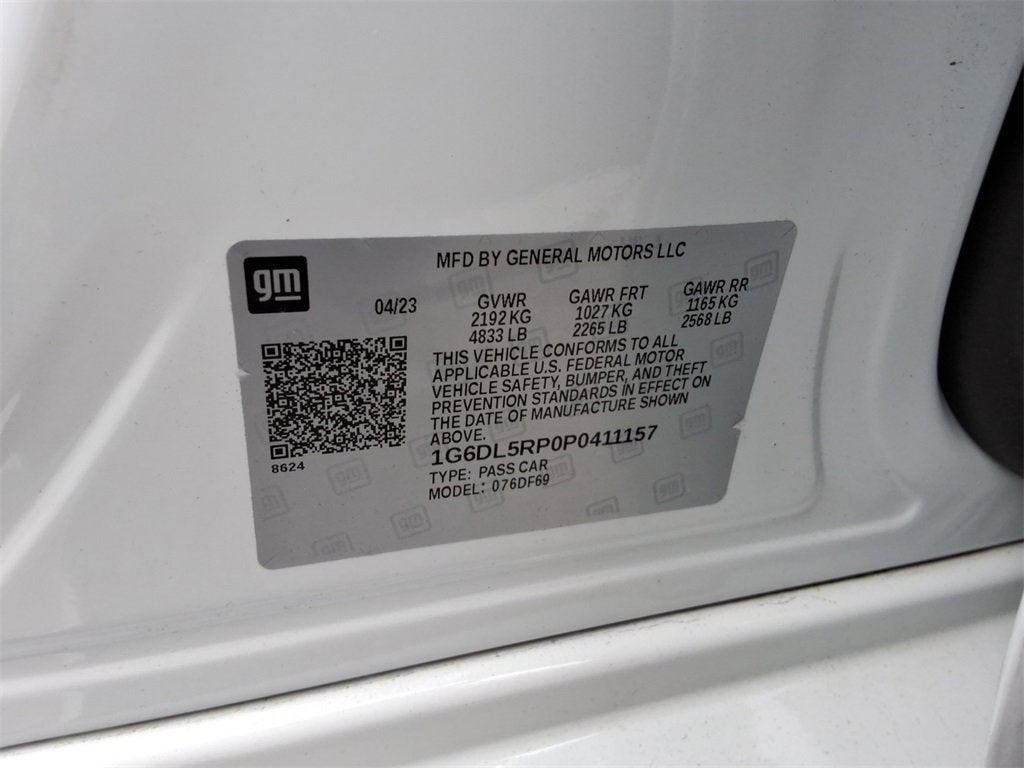 gm
MFD BY GENERAL MOTORS LLC
04/23 GVWR GAWR FRT GAWR RR
2192 KG 1027 KG 1165 KG
4833 LB 2265 LB 2568 LB
THIS VEHICLE CONFORMS TO ALL
APPLICABLE U.S. FEDERAL MOTOR
VEHICLE SAFETY, BUMPER, AND THEFT
PREVENTION STANDARDS IN EFFECT ON
THE DATE OF MANUFACTURE SHOWN
ABOVE.
8624
1G6DL5RP0P0411157
TYPE: PASS CAR
MODEL: 076DF69